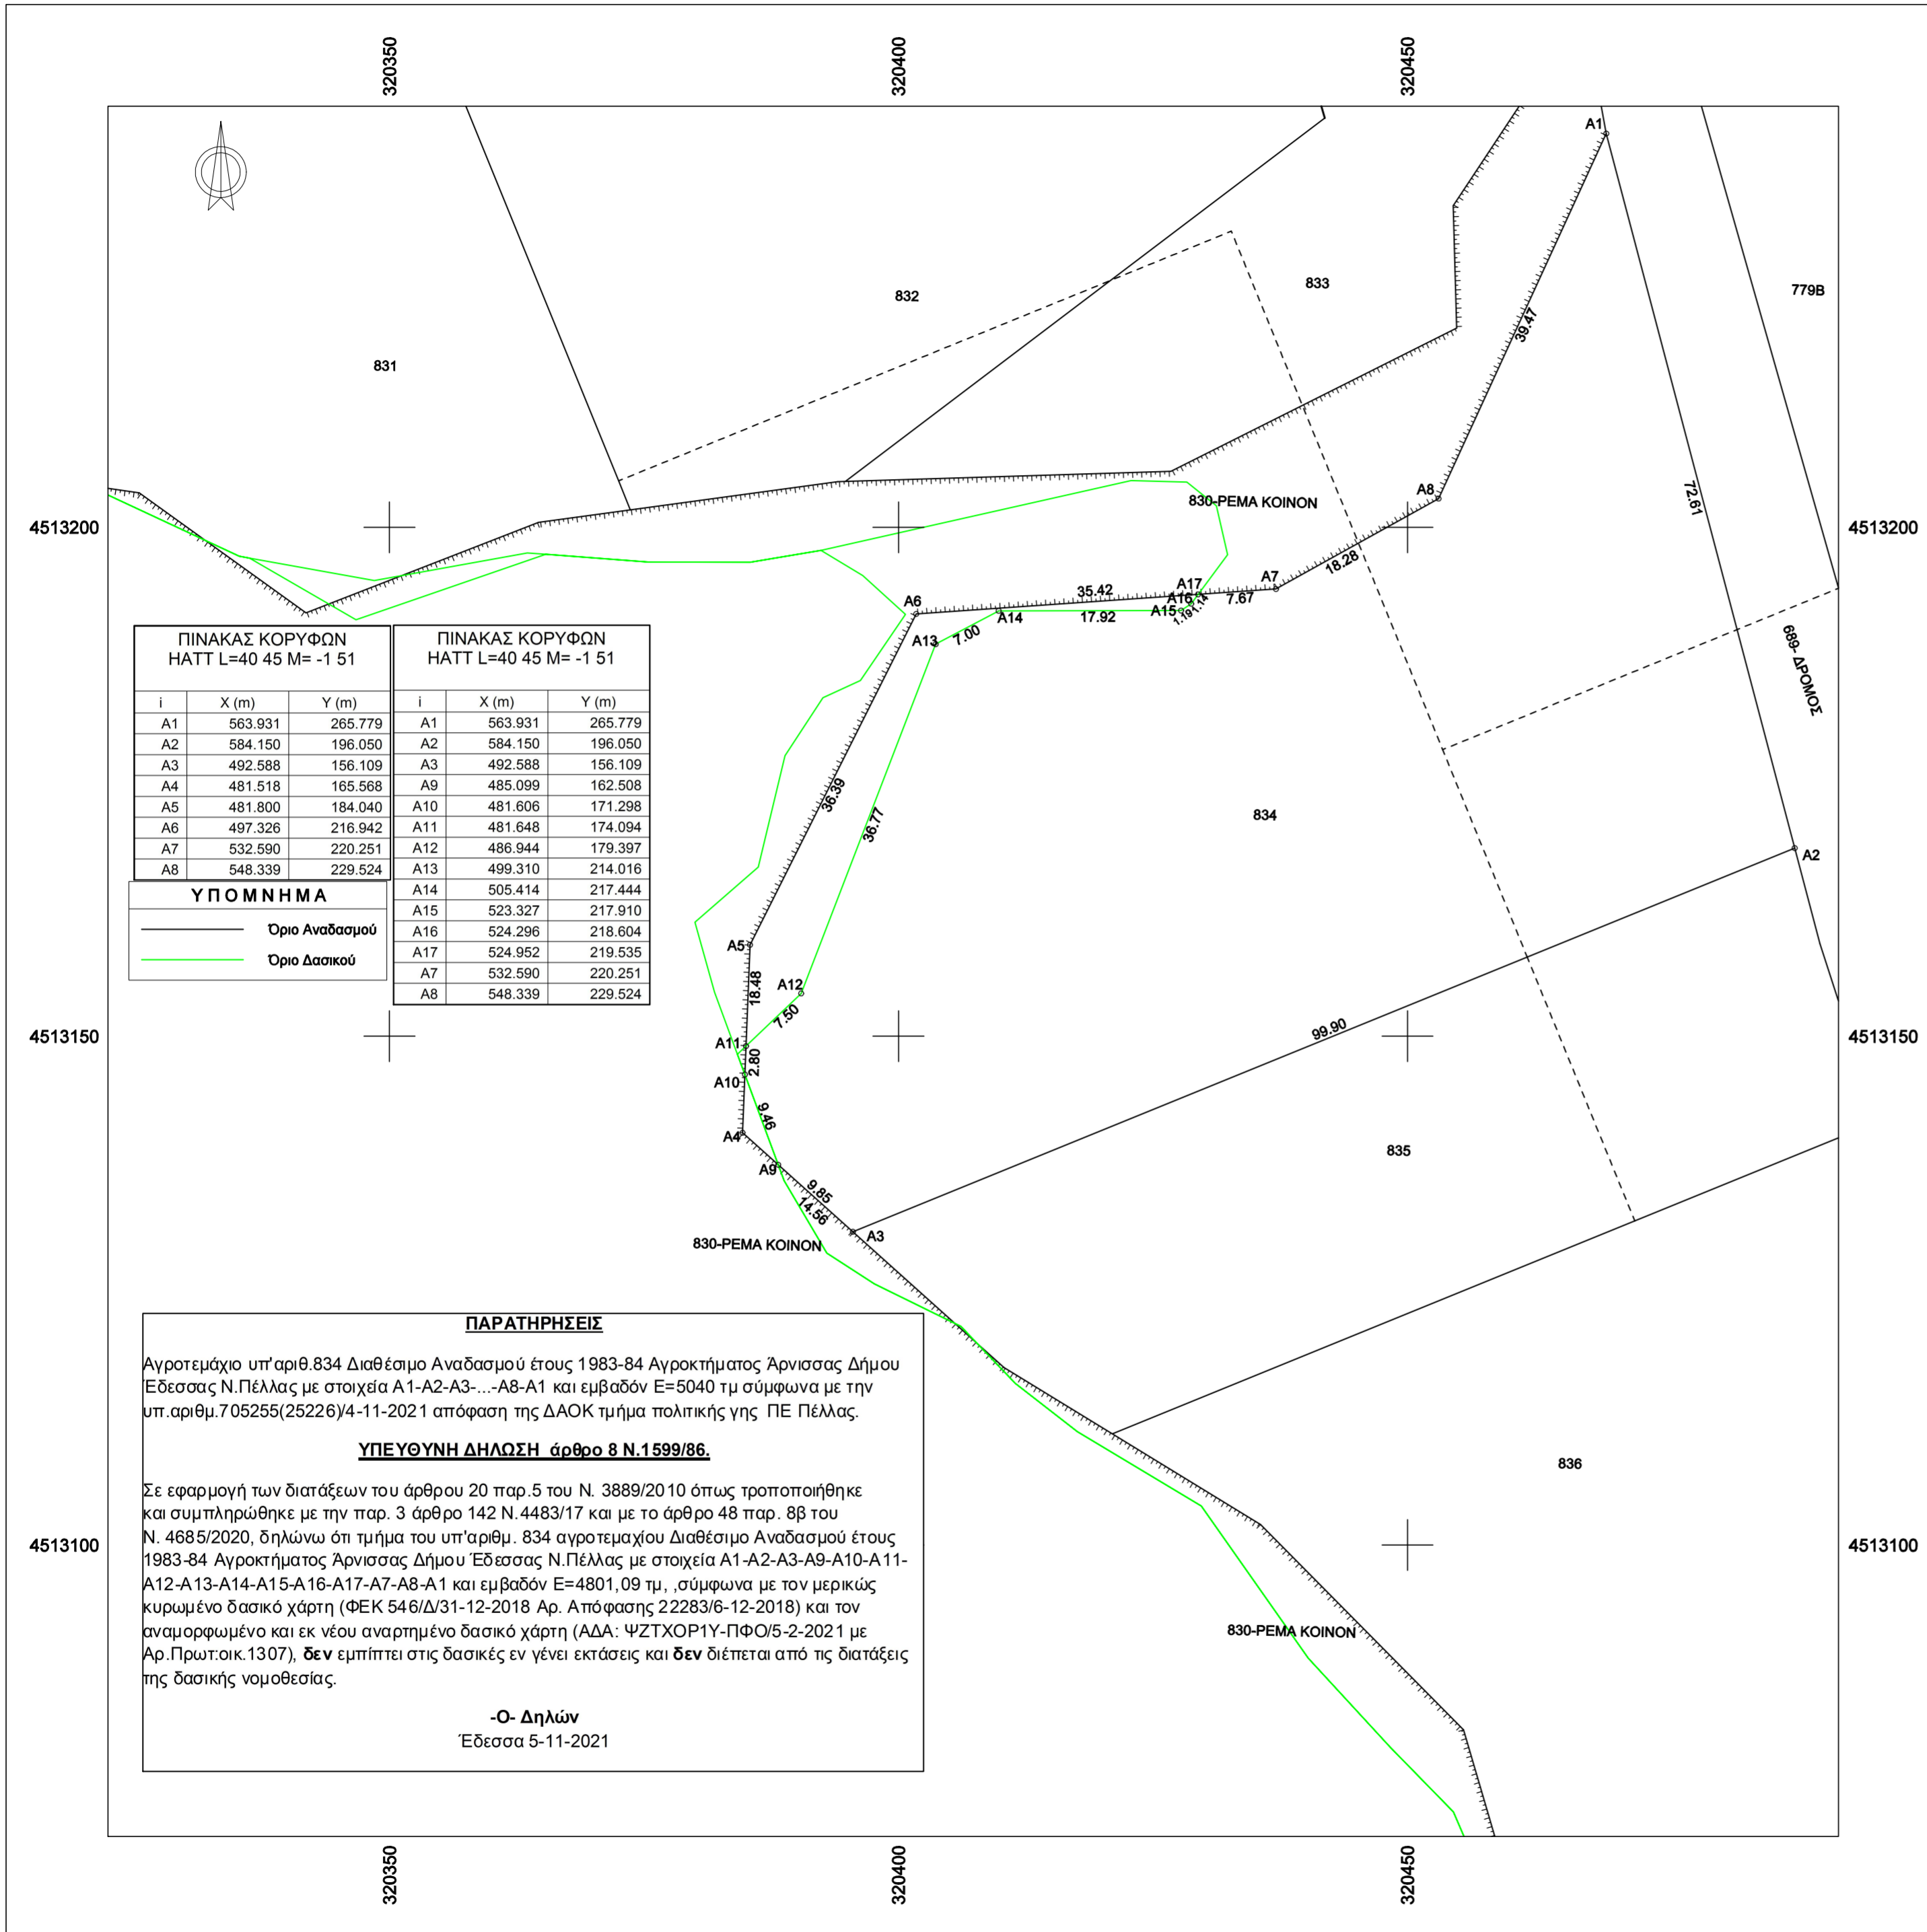 320350
320400
320450
A1
832
833
779Β
831
39.47
72.61
A8
830-ΡΕΜΑ ΚΟΙΝΟΝ
4513200
4513200
18.28
A7
A17
35.42
A16
7.67
A6
A15
1.19
1.14
A14
17.92
A13
7.00
689- ΔΡΟΜΟΣ
ΠΙΝΑΚΑΣ ΚΟΡΥΦΩΝ
ΗΑΤΤ L=40 45 M= -1 51
i X (m) Y (m)
A1 563.931 265.779
A2 584.150 196.050
A3 492.588 156.109
A4 481.518 165.568
A5 481.800 184.040
A6 497.326 216.942
A7 532.590 220.251
A8 548.339 229.524
ΠΙΝΑΚΑΣ ΚΟΡΥΦΩΝ
ΗΑΤΤ L=40 45 M= -1 51
i X (m) Y (m)
A1 563.931 265.779
A2 584.150 196.050
A3 492.588 156.109
A9 485.099 162.508
A10 481.606 171.298
A11 481.648 174.094
A12 486.944 179.397
A13 499.310 214.016
A14 505.414 217.444
A15 523.327 217.910
A16 524.296 218.604
A17 524.952 219.535
A7 532.590 220.251
A8 548.339 229.524
ΥΠΟΜΝΗΜΑ
Όριο Αναδασμού
Όριο Δασικού
36.39
36.77
834
A2
A5
18.48
A12
7.50
99.90
4513150
4513150
A11
2.80
A10
9.46
A4
A9
835
9.85
14.56
A3
830-ΡΕΜΑ ΚΟΙΝΟΝ
ΠΑΡΑΤΗΡΗΣΕΙΣ
Αγροτεμάχιο υπ'αριθ.834 Διαθέσιμο Αναδασμού έτους 1983-84 Αγροκτήματος Άρνισσας Δήμου
Έδεσσας Ν.Πέλλας με στοιχεία Α1-Α2-Α3-...-Α8-Α1 και εμβαδόν Ε=5040 τμ σύμφωνα με την
υπ.αριθμ.705255(25226)/4-11-2021 απόφαση της ΔΑΟΚ τμήμα πολιτικής γης ΠΕ Πέλλας.
ΥΠΕΥΘΥΝΗ ΔΗΛΩΣΗ άρθρο 8 Ν.1599/86.
Σε εφαρμογή των διατάξεων του άρθρου 20 παρ.5 του Ν. 3889/2010 όπως τροποποιήθηκε
και συμπληρώθηκε με την παρ. 3 άρθρο 142 Ν.4483/17 και με το άρθρο 48 παρ. 8β του
Ν. 4685/2020, δηλώνω ότι τμήμα του υπ'αριθμ. 834 αγροτεμαχίου Διαθέσιμο Αναδασμού έτους
1983-84 Αγροκτήματος Άρνισσας Δήμου Έδεσσας Ν.Πέλλας με στοιχεία Α1-Α2-Α3-Α9-Α10-Α11-
Α12-Α13-Α14-Α15-Α16-Α17-Α7-Α8-Α1 και εμβαδόν Ε=4801,09 τμ, ,σύμφωνα με τον μερικώς
κυρωμένο δασικό χάρτη (ΦΕΚ 546/Δ/31-12-2018 Αρ. Απόφασης 22283/6-12-2018) και τον
αναμορφωμένο και εκ νέου αναρτημένο δασικό χάρτη (ΑΔΑ: ΨΖΤΧΟΡ1Υ-ΠΦΟ/5-2-2021 με
Αρ.Πρωτ:οικ.1307), δεν εμπίπτει στις δασικές εν γένει εκτάσεις και δεν διέπεται από τις διατάξεις
της δασικής νομοθεσίας.
-Ο- Δηλών
Έδεσσα 5-11-2021
836
4513100
4513100
830-ΡΕΜΑ ΚΟΙΝΟΝ
320350
320400
320450